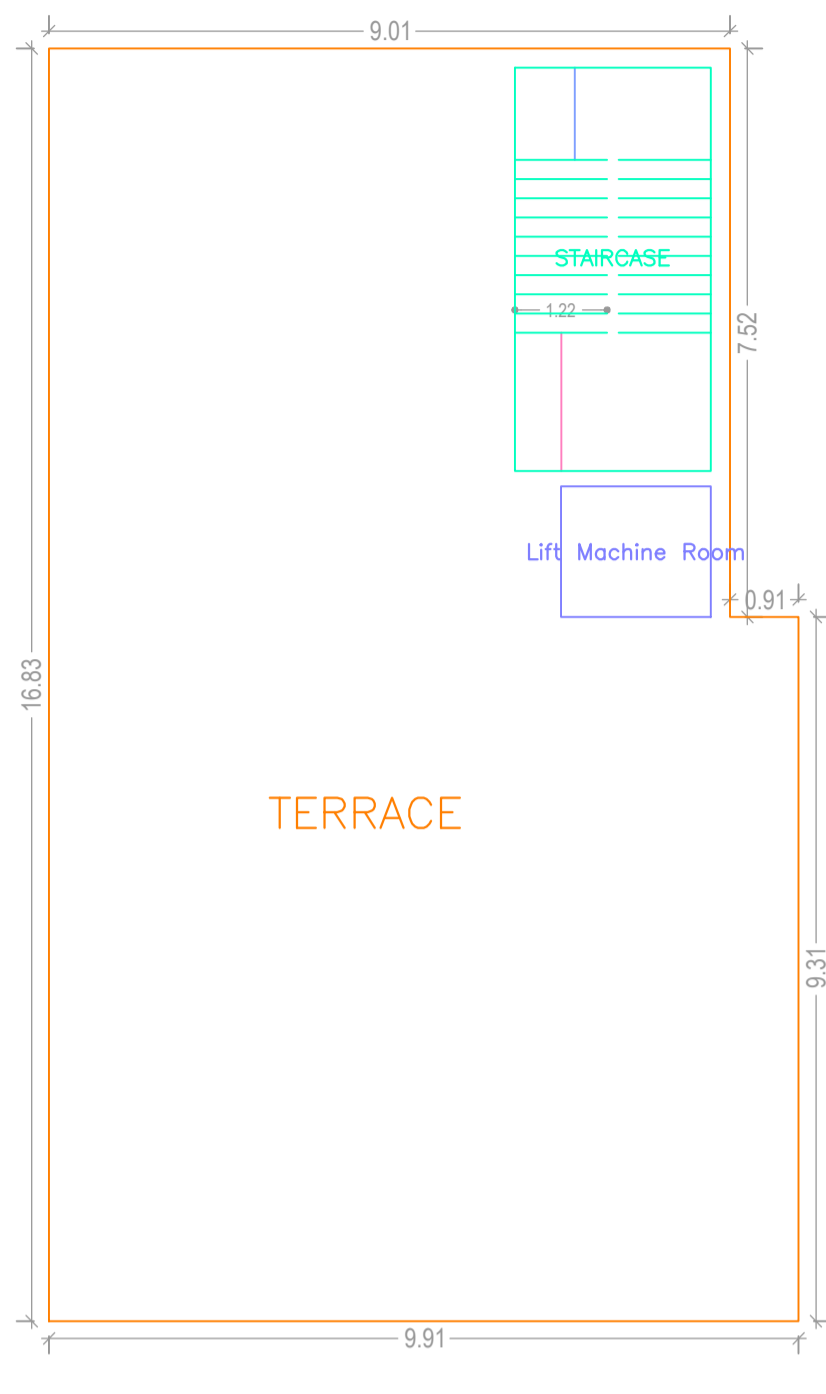 9.01
STAIRCASE
1.22
7.52
Lift Machine Room
0.91
16.83
TERRACE
9.31
9.91